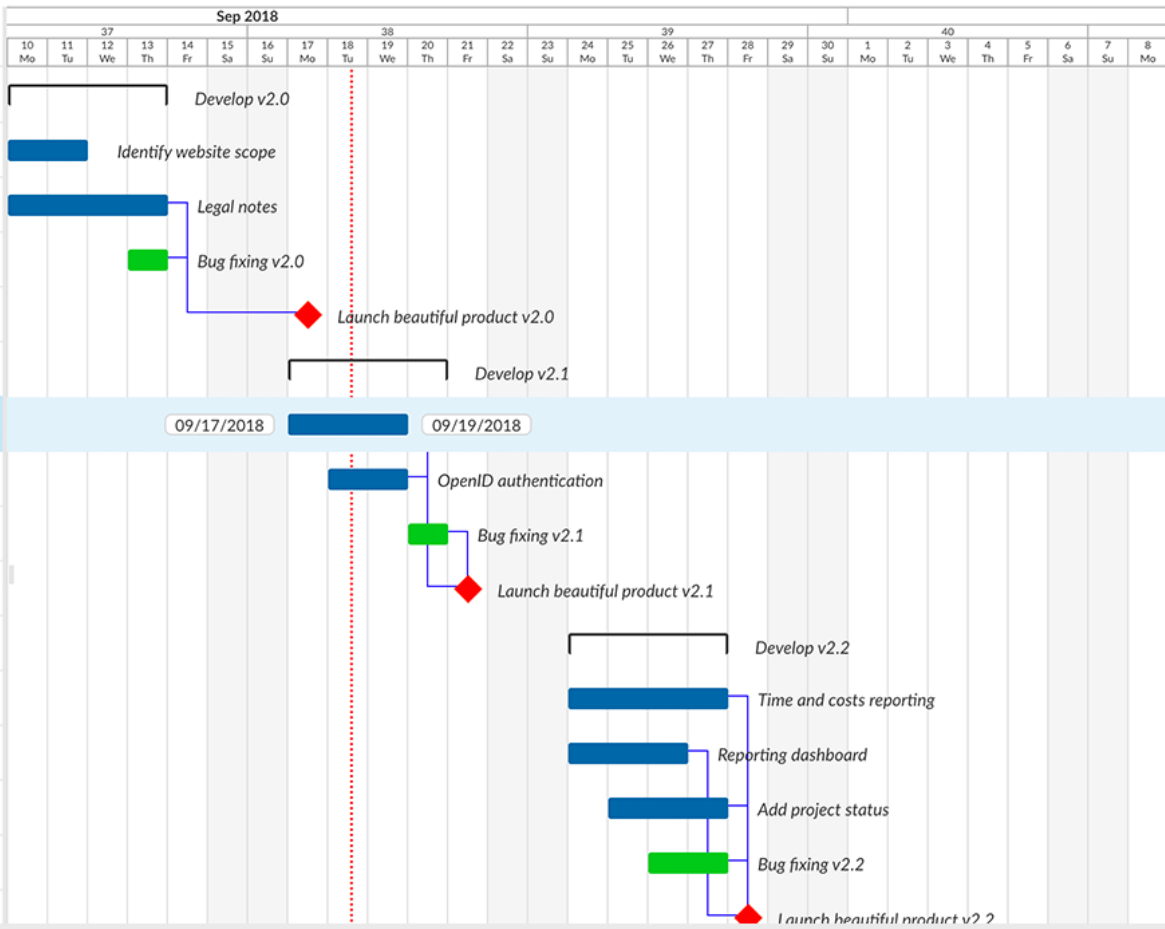 Sep 2018
37 38 39 40
10 11 12 13 14 15 16 17 18 19 20 21 22 23 24 25 26 27 28 29 30 1 2 3 4 5 6 7 8
Mo Tu We Th Fr Sa Su Mo Tu We Th Fr Sa Su Mo Tu We Th Fr Sa Su Mo Tu We Th Fr Sa Su Mo
Develop v2.0
Identify website scope
Legal notes
Bug fixing v2.0
Launch beautiful product v2.0
Develop v2.1
09/17/2018 09/19/2018
OpenID authentication
Bug fixing v2.1
Launch beautiful product v2.1
Develop v2.2
Time and costs reporting
Reporting dashboard
Add project status
Bug fixing v2.2
Launch beautiful product v2.2